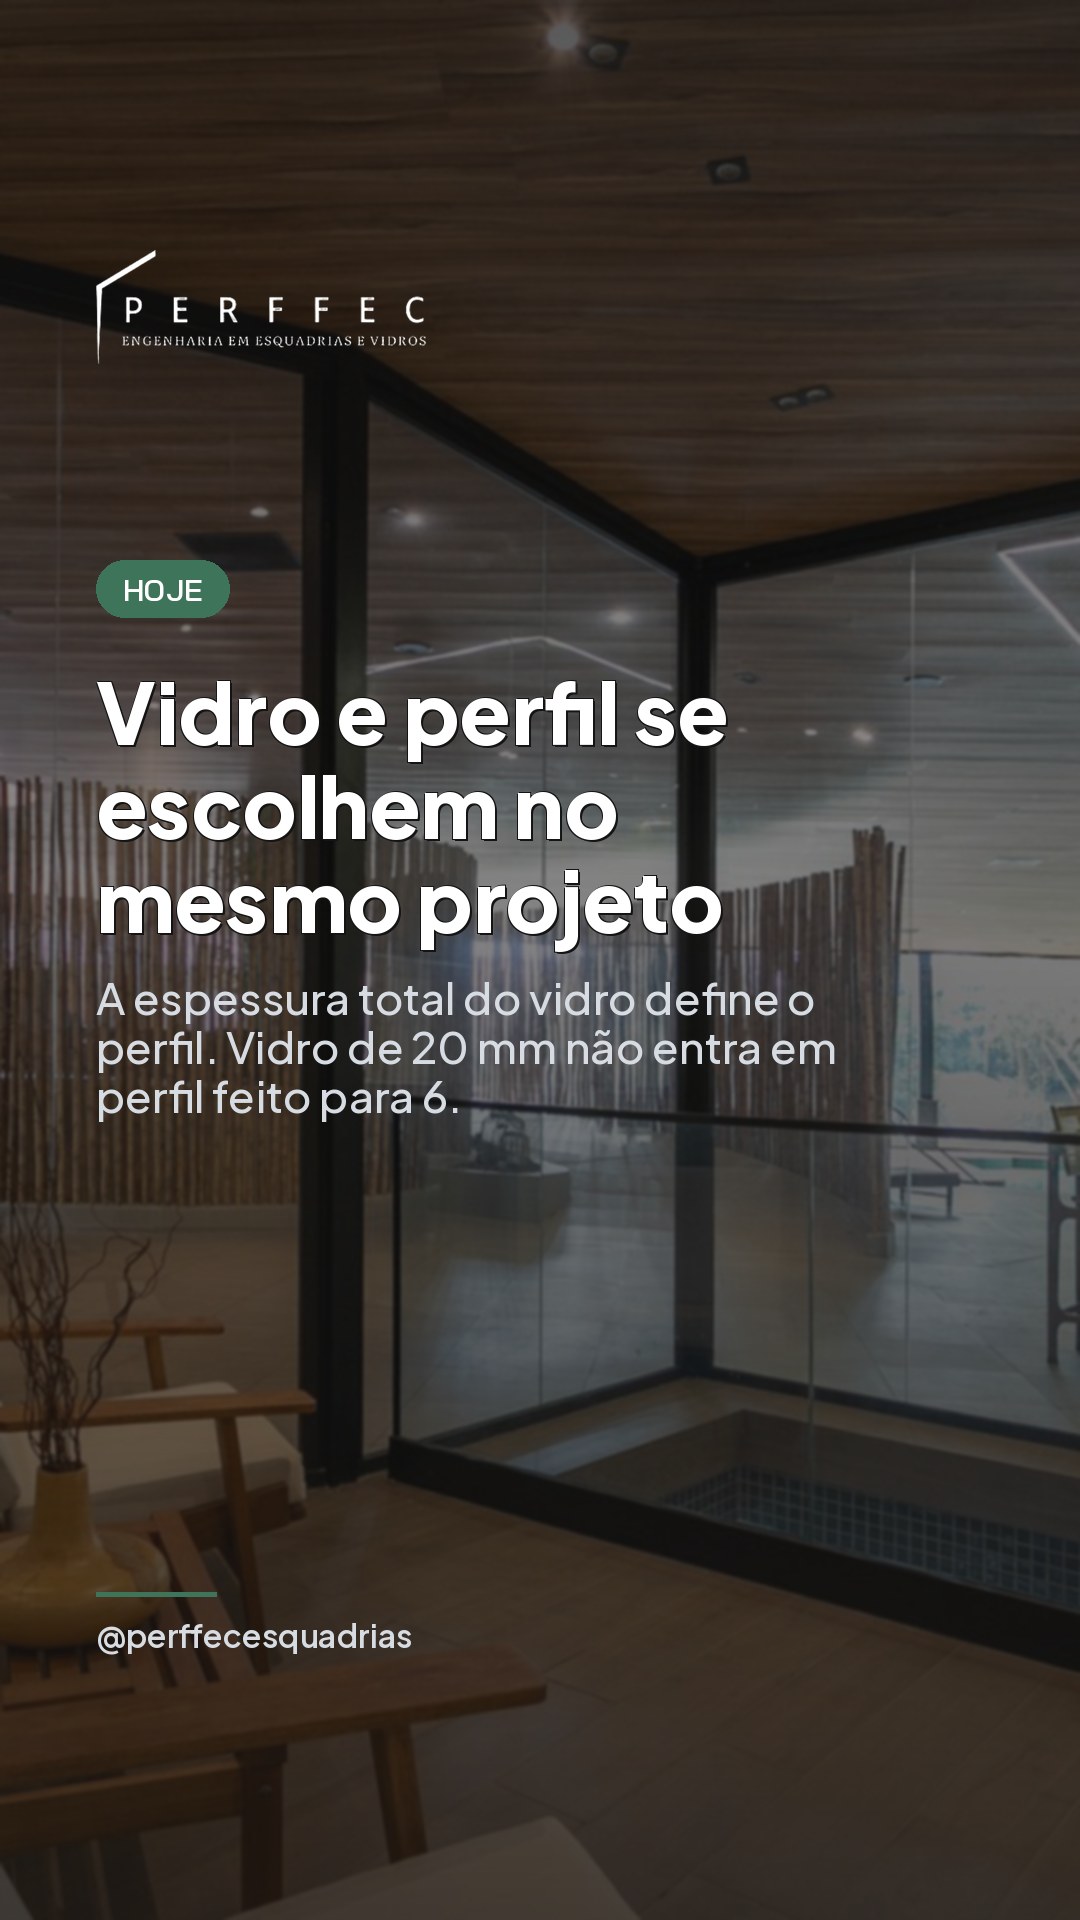 PERFFEC
ENGENHARIA EM ESQUADRIAS E VIDROS
HOJE
Vidro e perfil se
escolhem no
mesmo projeto
A espessura total do vidro define o
perfil. Vidro de 20 mm não entra em
perfil feito para 6.
@perffecesquadrias